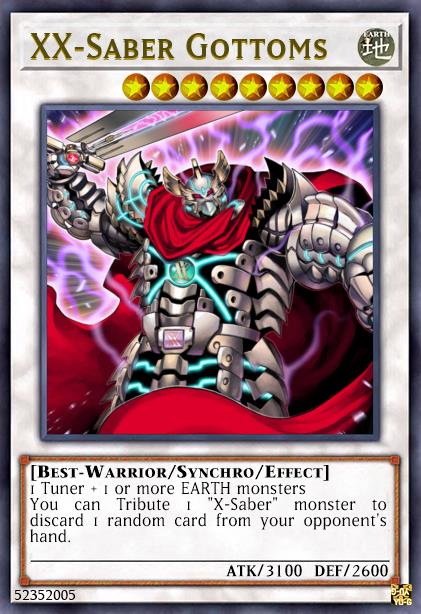 XX-Saber Gottoms
EARTH
地
[Best-Warrior/Synchro/Effect]
1 Tuner + 1 or more EARTH monsters
You can Tribute 1 "X-Saber" monster to
discard 1 random card from your opponent's
hand.
ATK/3100 DEF/2600
52352005